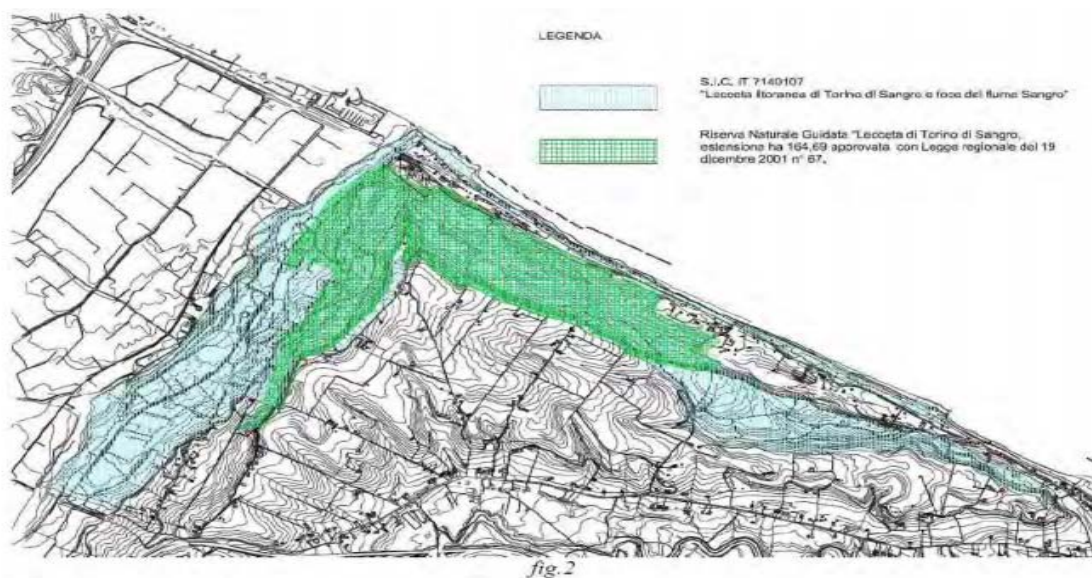 LEGENDA
S.I.C. IT 7140107
"Lecceta litoranea di Torino di Sangro e foce del fiume Sangro"
Riserva Naturale Guidata "Lecceta di Torino di Sangro,
estensione ha 164,69 approvata con Legge regionale del 19
dicembre 2001 n° 67.
fig.2